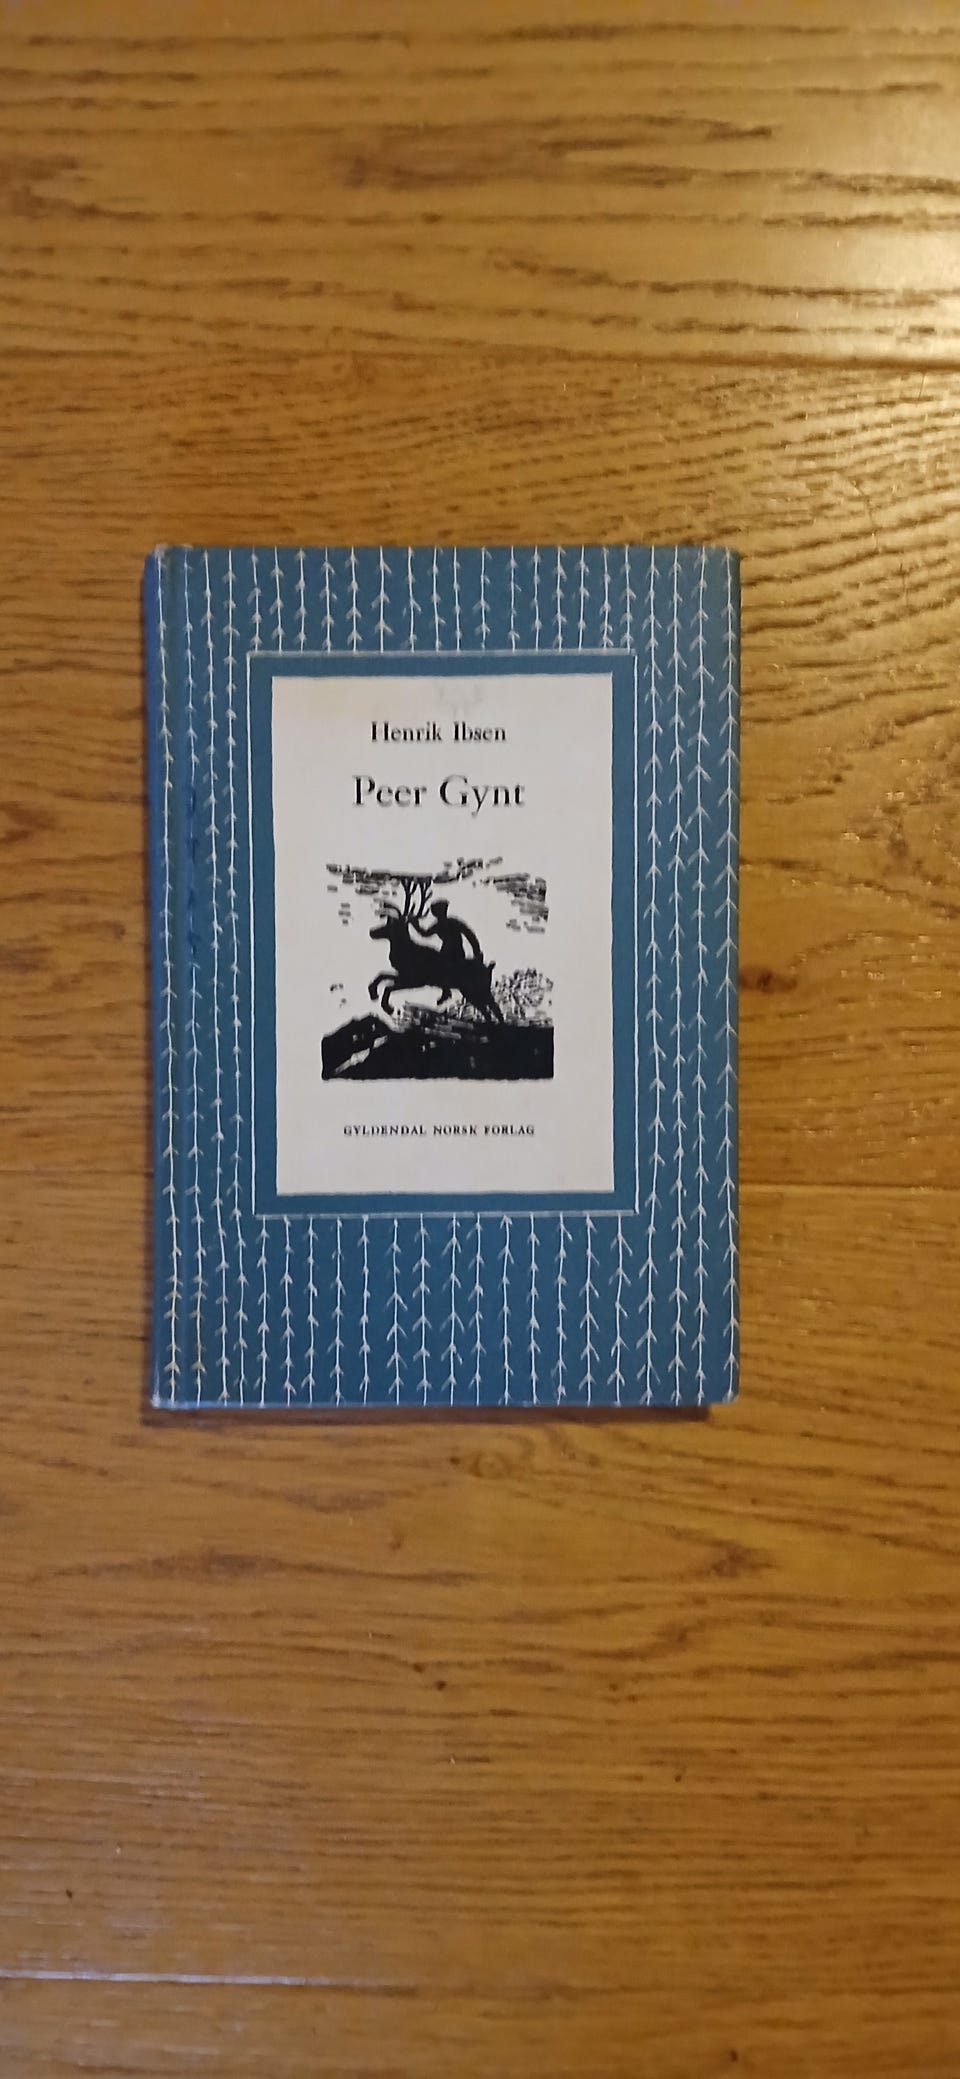 Henrik Ibsen
Peer Gynt
GYLDENDAL NORSK FORLAG